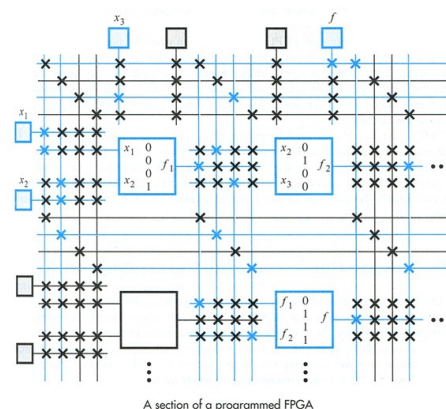 x3 f
x1
x1 0 x2 0
0 f1 1 f2
0 0
x2 1 x3 0
x2
f1 0
1 f
1
f2 1
A section of a programmed FPGA